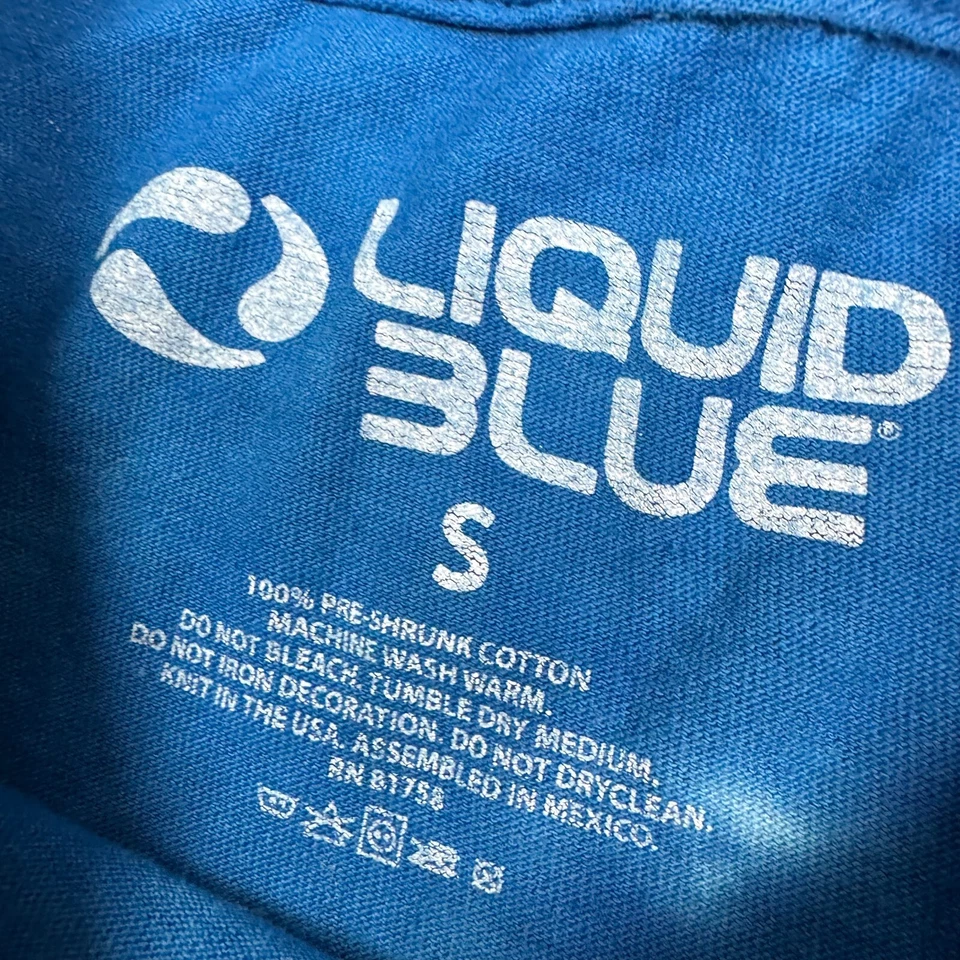 LIQUID
BLUE®
S
100% PRE-SHRUNK COTTON
MACHINE WASH WARM.
DO NOT BLEACH. TUMBLE DRY MEDIUM.
DO NOT IRON DECORATION. DO NOT DRYCLEAN.
KNIT IN THE USA. ASSEMBLED IN MEXICO.
RN 81758